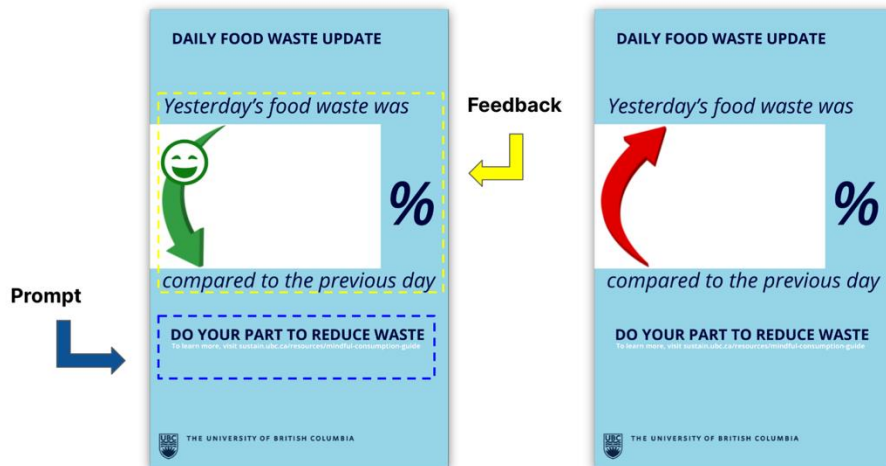 DAILY FOOD WASTE UPDATE
Yesterday's food waste was
%
compared to the previous day
DO YOUR PART TO REDUCE WASTE
To learn more, visit sustain.ubc.ca/resources/mindful-consumption-guide
UBC
THE UNIVERSITY OF BRITISH COLUMBIA
Prompt
Feedback
DAILY FOOD WASTE UPDATE
Yesterday's food waste was
%
compared to the previous day
DO YOUR PART TO REDUCE WASTE
To learn more, visit sustain.ubc.ca/resources/mindful-consumption-guide
UBC
THE UNIVERSITY OF BRITISH COLUMBIA